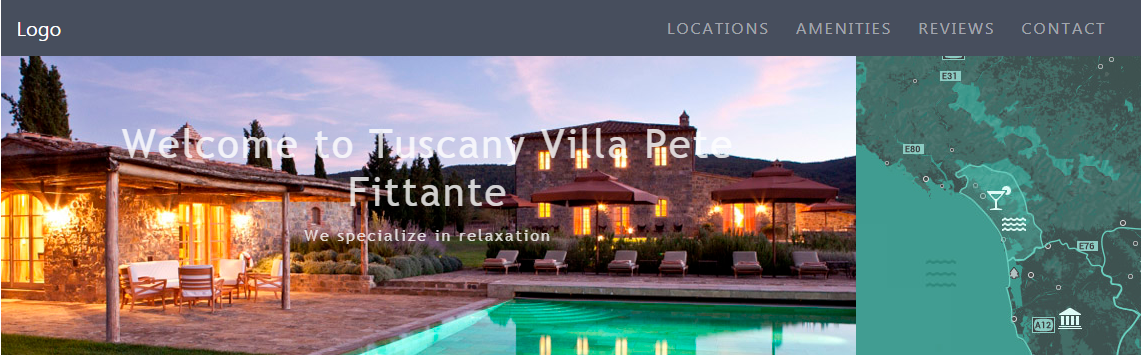 Logo
LOCATIONS AMENITIES REVIEWS CONTACT
Welcome to Tuscany Villa Pete
Fittante
We specialize in relaxation
E31
E80
E76
A12